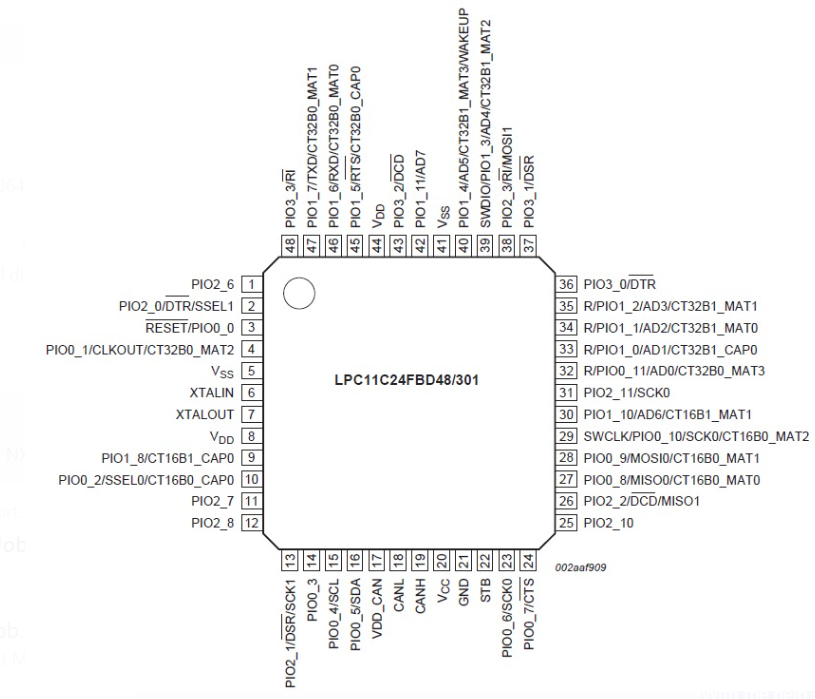 PIO3_3/RI
PIO1_7/TXD/CT32B0_MAT1
PIO1_6/RXD/CT32B0_MAT0
PIO1_5/RTS/CT32B0_CAP0
VDD
PIO3_2/DCD
PIO1_11/AD7
VSS
PIO1_4/AD5/CT32B1_MAT3/WAKEUP
SWDIO/PIO1_3/AD4/CT32B1_MAT2
PIO2_3/RI/MOSI1
PIO3_1/DSR
48 47 46 45 44 43 42 41 40 39 38 37
PIO2_6 1
PIO2_0/DTR/SSEL1 2
RESET/PIO0_0 3
PIO0_1/CLKOUT/CT32B0_MAT2 4
VSS 5
XTALIN 6
XTALOUT 7
VDD 8
PIO1_8/CT16B1_CAP0 9
PIO0_2/SSEL0/CT16B0_CAP0 10
PIO2_7 11
PIO2_8 12
LPC11C24FBD48/301
36 PIO3_0/DTR
35 R/PIO1_2/AD3/CT32B1_MAT1
34 R/PIO1_1/AD2/CT32B1_MAT0
33 R/PIO1_0/AD1/CT32B1_CAP0
32 R/PIO0_11/AD0/CT32B0_MAT3
31 PIO2_11/SCK0
30 PIO1_10/AD6/CT16B1_MAT1
29 SWCLK/PIO0_10/SCK0/CT16B0_MAT2
28 PIO0_9/MOSI0/CT16B0_MAT1
27 PIO0_8/MISO0/CT16B0_MAT0
26 PIO2_2/DCD/MISO1
25 PIO2_10
13 14 15 16 17 18 19 20 21 22 23 24
PIO2_1/DSR/SCK1
PIO0_3
PIO0_4/SCL
PIO0_5/SDA
VDD_CAN
CANL
CANH
VCC
GND
STB
PIO0_6/SCK0
PIO0_7/CTS
002aaf909